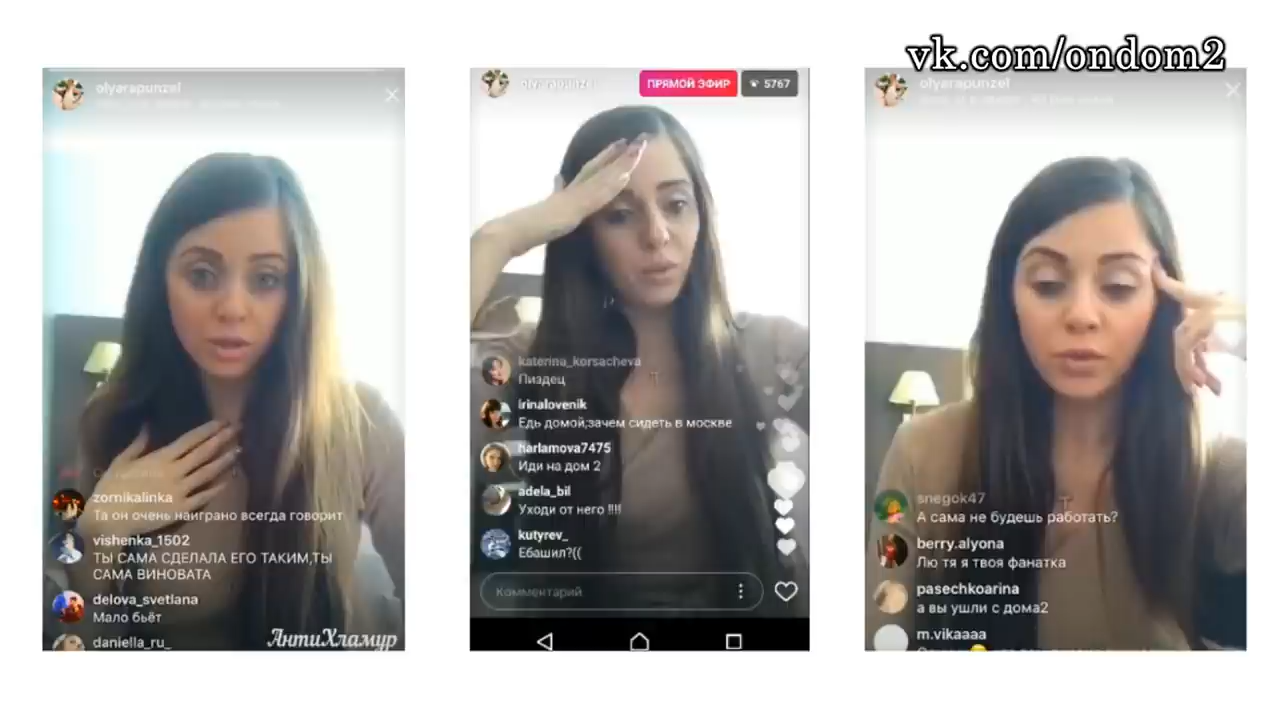 vk.com/ondom2
olyarapunzel
zornikalinka
Та он очень наиграно всегда говорит
vishenka_1502
ТЫ САМА СДЕЛАЛА ЕГО ТАКИМ,ТЫ
САМА ВИНОВАТА
delova_svetlana
Мало бьёт
daniella_ru_
АнтиХламур
olyarapunzel
ПРЯМОЙ ЭФИР
5767
katerina_korsacheva
Пиздец
irinalovenik
Едь домой,зачем сидеть в москве
harlamova7475
Иди на дом 2
adela_bil
Уходи от него !!!!
kutyrev_
Ебашил?((
Комментарий
olyarapunzel
snegok47
А сама не будешь работать?
berry.alyona
Лю тя я твоя фанатка
pasechkoarina
а вы ушли с дома2
m.vikaaaa